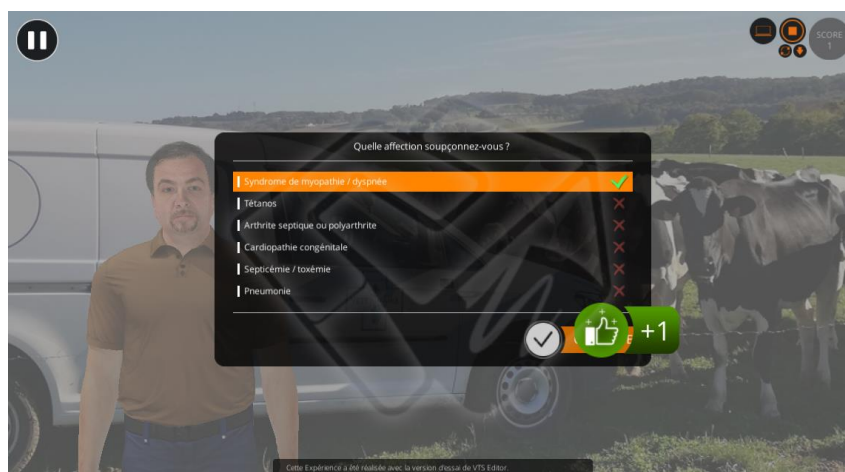 SCORE
1
Quelle affection soupçonnez-vous ?
Syndrome de myopathie / dyspnée
Tétanos
Arthrite septique ou polyarthrite
Cardiopathie congénitale
Septicémie / toxémie
Pneumonie
+1
Cette Expérience a été réalisée avec la version d'essai de VTS Editor.